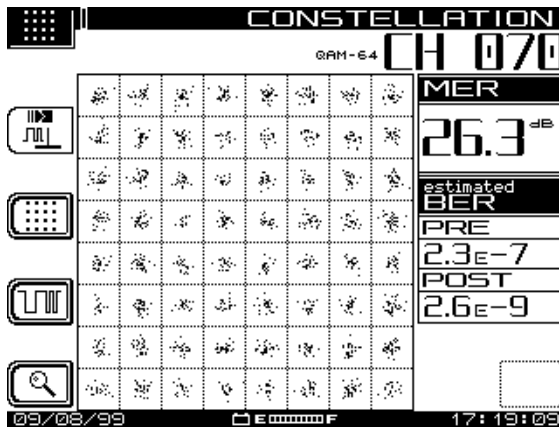 CONSTELLATION
QAM-64 CH 070
MER
26.3 dB
estimated
BER
PRE
2.3E-7
POST
2.6E-9
09/08/99 E F 17:19:09